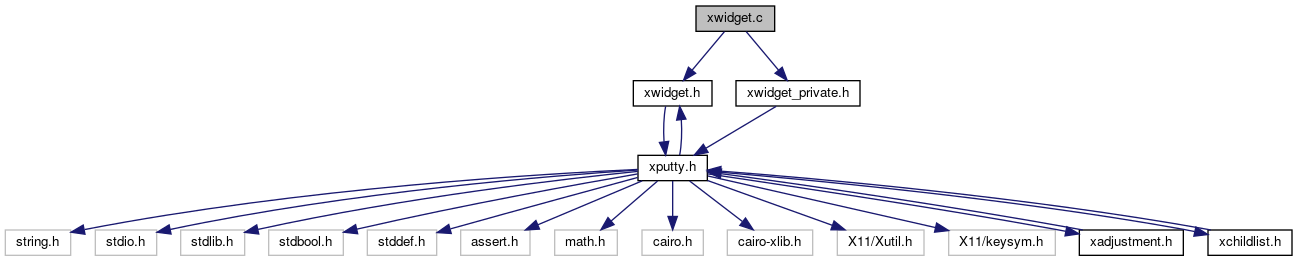 xwidget.c
xwidget.h
xwidget_private.h
xputty.h
string.h
stdio.h
stdlib.h
stdbool.h
stddef.h
assert.h
math.h
cairo.h
cairo-xlib.h
X11/Xutil.h
X11/keysym.h
xadjustment.h
xchildlist.h